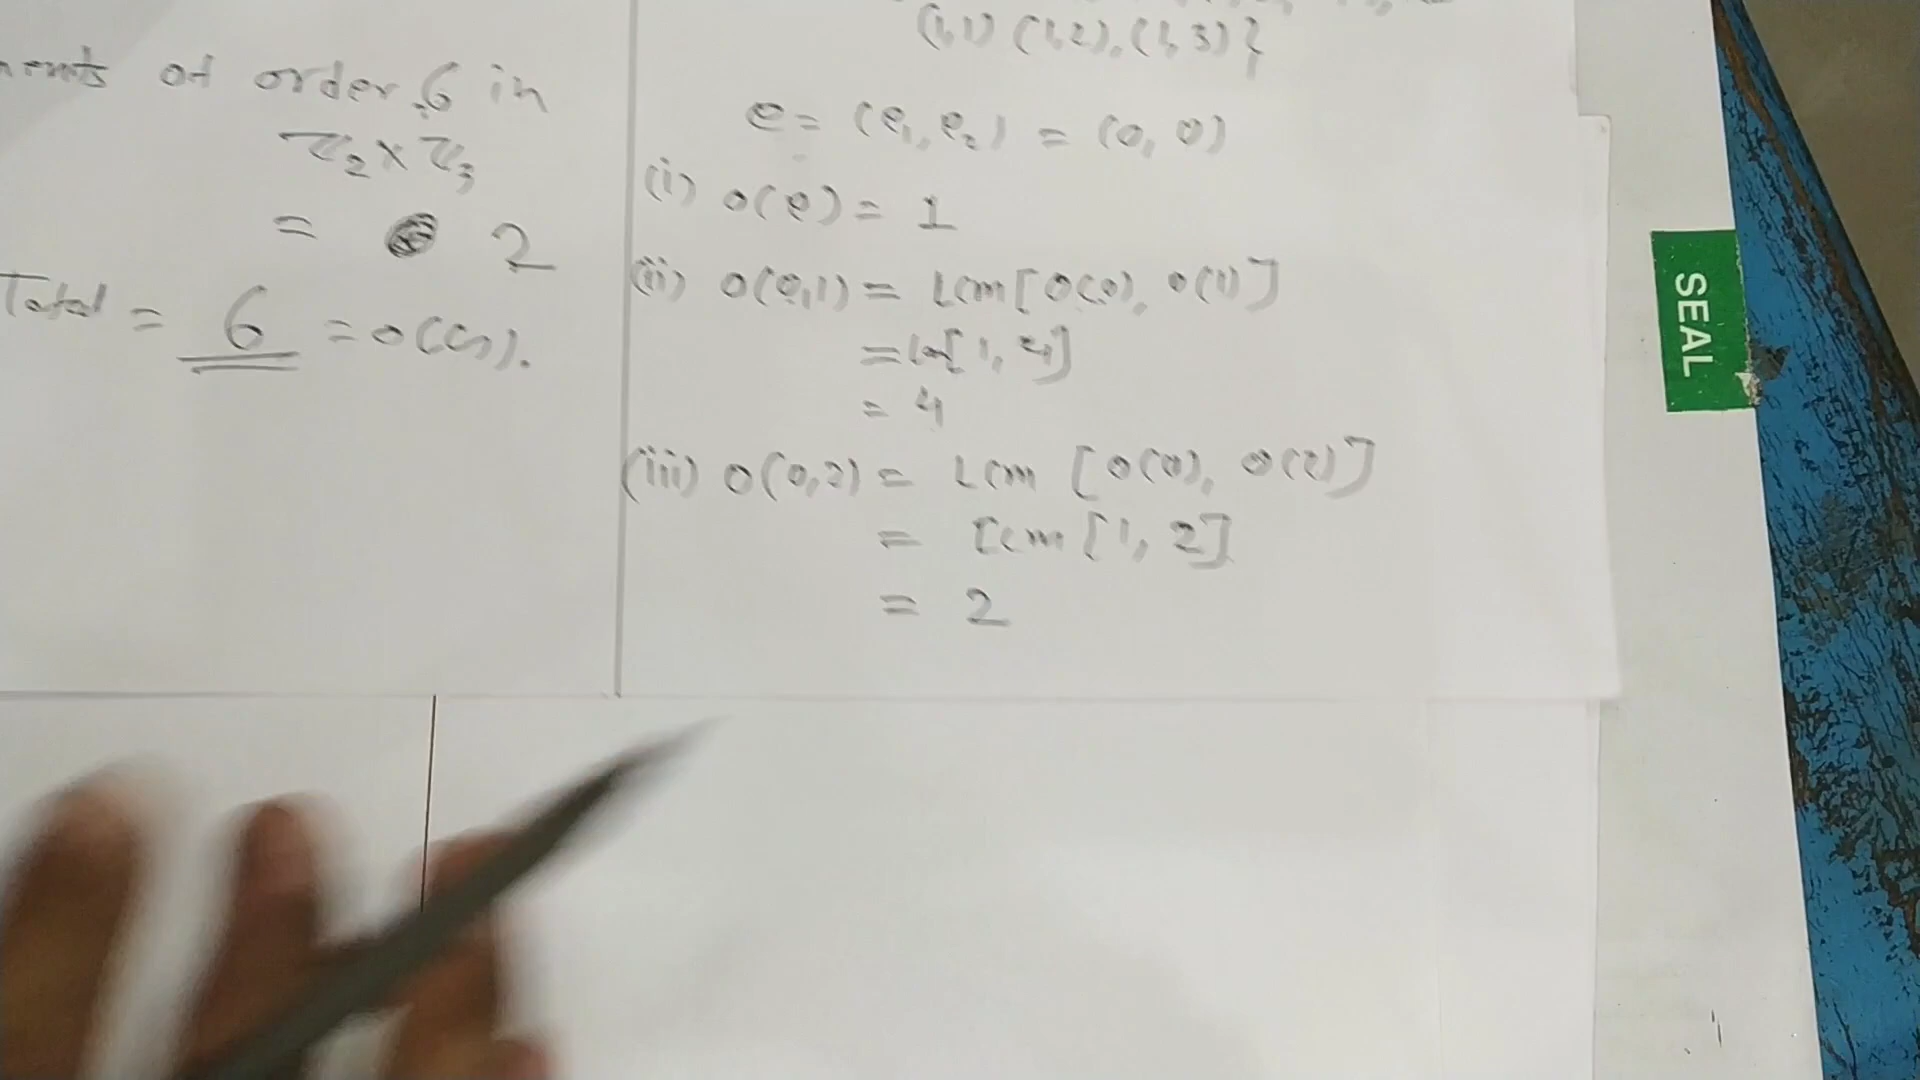 of order 6 in
Z₂ × Z₃
= 2
Total = 6 = o(G).
(1,1) (1,2), (1,3) }
e = (e₁, e₂) = (0, 0)
(i) o(e) = 1
(ii) o(0,1) = Lcm [o(0), o(1)]
= [1, 4]
= 4
(iii) o(0,2) = Lcm [o(0), o(2)]
= Lcm [1, 2]
= 2
SEAL